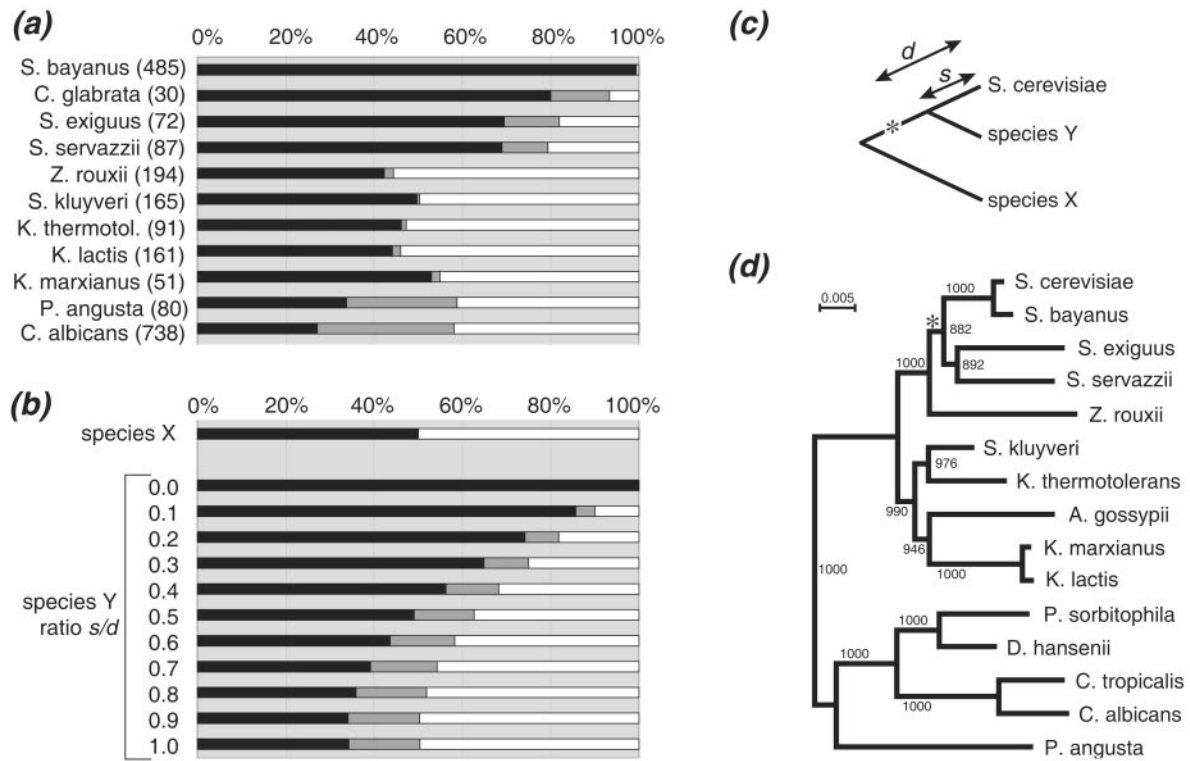 (a)
0% 20% 40% 60% 80% 100%
S. bayanus (485)
C. glabrata (30)
S. exiguus (72)
S. servazzii (87)
Z. rouxii (194)
S. kluyveri (165)
K. thermotol. (91)
K. lactis (161)
K. marxianus (51)
P. angusta (80)
C. albicans (738)
(b)
0% 20% 40% 60% 80% 100%
species X
0.0
0.1
0.2
0.3
0.4
0.5
0.6
0.7
0.8
0.9
1.0
species Y
ratio s/d
(c)
d
s
S. cerevisiae
*
species Y
species X
(d)
0.005
1000
S. cerevisiae
S. bayanus
*
882
S. exiguus
892
1000
S. servazzii
Z. rouxii
S. kluyveri
976
K. thermotolerans
990
A. gossypii
946
K. marxianus
1000
K. lactis
1000
P. sorbitophila
1000
D. hansenii
1000
C. tropicalis
1000
C. albicans
P. angusta